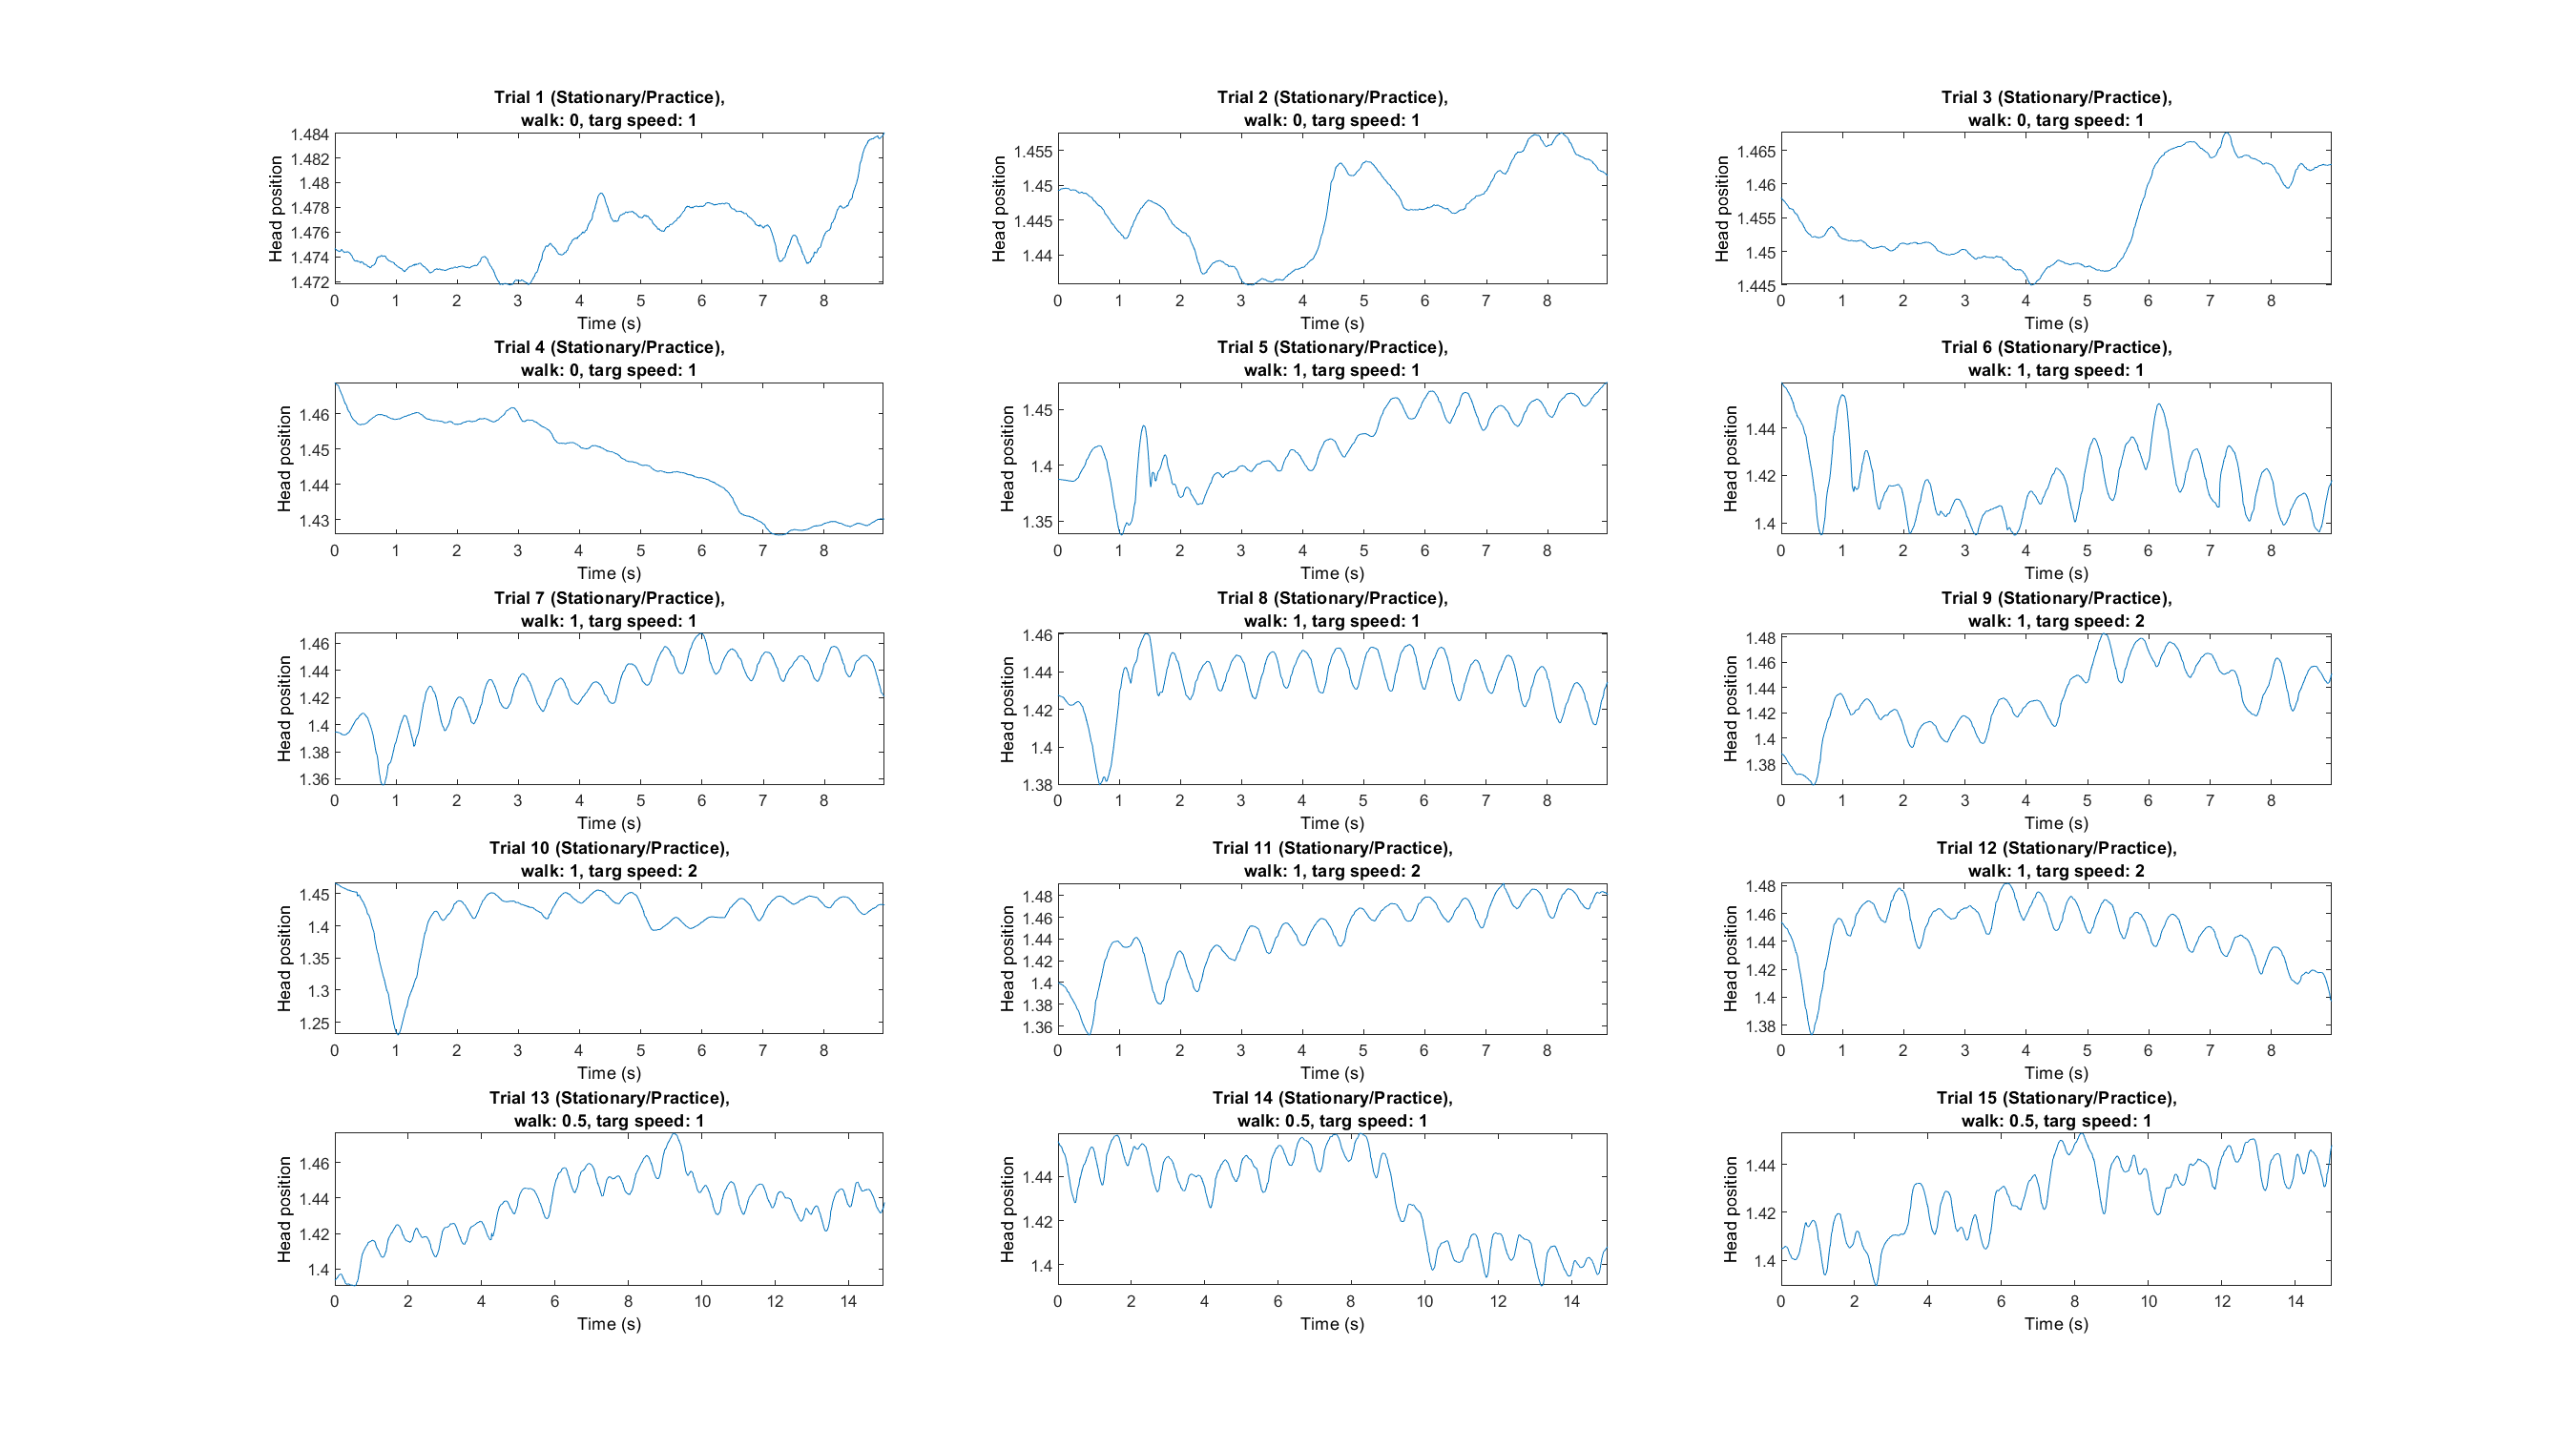 Trial 1 (Stationary/Practice),
walk: 0, targ speed: 1
1.484
1.482
1.48
1.478
1.476
1.474
1.472
Head position
0 1 2 3 4 5 6 7 8
Time (s)
Trial 2 (Stationary/Practice),
walk: 0, targ speed: 1
1.455
1.45
1.445
1.44
Head position
0 1 2 3 4 5 6 7 8
Time (s)
Trial 3 (Stationary/Practice),
walk: 0, targ speed: 1
1.465
1.46
1.455
1.45
1.445
Head position
0 1 2 3 4 5 6 7 8
Time (s)
Trial 4 (Stationary/Practice),
walk: 0, targ speed: 1
1.46
1.45
1.44
1.43
Head position
0 1 2 3 4 5 6 7 8
Time (s)
Trial 5 (Stationary/Practice),
walk: 1, targ speed: 1
1.45
1.4
1.35
Head position
0 1 2 3 4 5 6 7 8
Time (s)
Trial 6 (Stationary/Practice),
walk: 1, targ speed: 1
1.44
1.42
1.4
Head position
0 1 2 3 4 5 6 7 8
Time (s)
Trial 7 (Stationary/Practice),
walk: 1, targ speed: 1
1.46
1.44
1.42
1.4
1.38
1.36
Head position
0 1 2 3 4 5 6 7 8
Time (s)
Trial 8 (Stationary/Practice),
walk: 1, targ speed: 1
1.46
1.44
1.42
1.4
1.38
Head position
0 1 2 3 4 5 6 7 8
Time (s)
Trial 9 (Stationary/Practice),
walk: 1, targ speed: 2
1.48
1.46
1.44
1.42
1.4
1.38
Head position
0 1 2 3 4 5 6 7 8
Time (s)
Trial 10 (Stationary/Practice),
walk: 1, targ speed: 2
1.45
1.4
1.35
1.3
1.25
Head position
0 1 2 3 4 5 6 7 8
Time (s)
Trial 11 (Stationary/Practice),
walk: 1, targ speed: 2
1.48
1.46
1.44
1.42
1.4
1.38
1.36
Head position
0 1 2 3 4 5 6 7 8
Time (s)
Trial 12 (Stationary/Practice),
walk: 1, targ speed: 2
1.48
1.46
1.44
1.42
1.4
1.38
Head position
0 1 2 3 4 5 6 7 8
Time (s)
Trial 13 (Stationary/Practice),
walk: 0.5, targ speed: 1
1.46
1.44
1.42
1.4
Head position
0 2 4 6 8 10 12 14
Time (s)
Trial 14 (Stationary/Practice),
walk: 0.5, targ speed: 1
1.44
1.42
1.4
Head position
0 2 4 6 8 10 12 14
Time (s)
Trial 15 (Stationary/Practice),
walk: 0.5, targ speed: 1
1.44
1.42
1.4
Head position
0 2 4 6 8 10 12 14
Time (s)